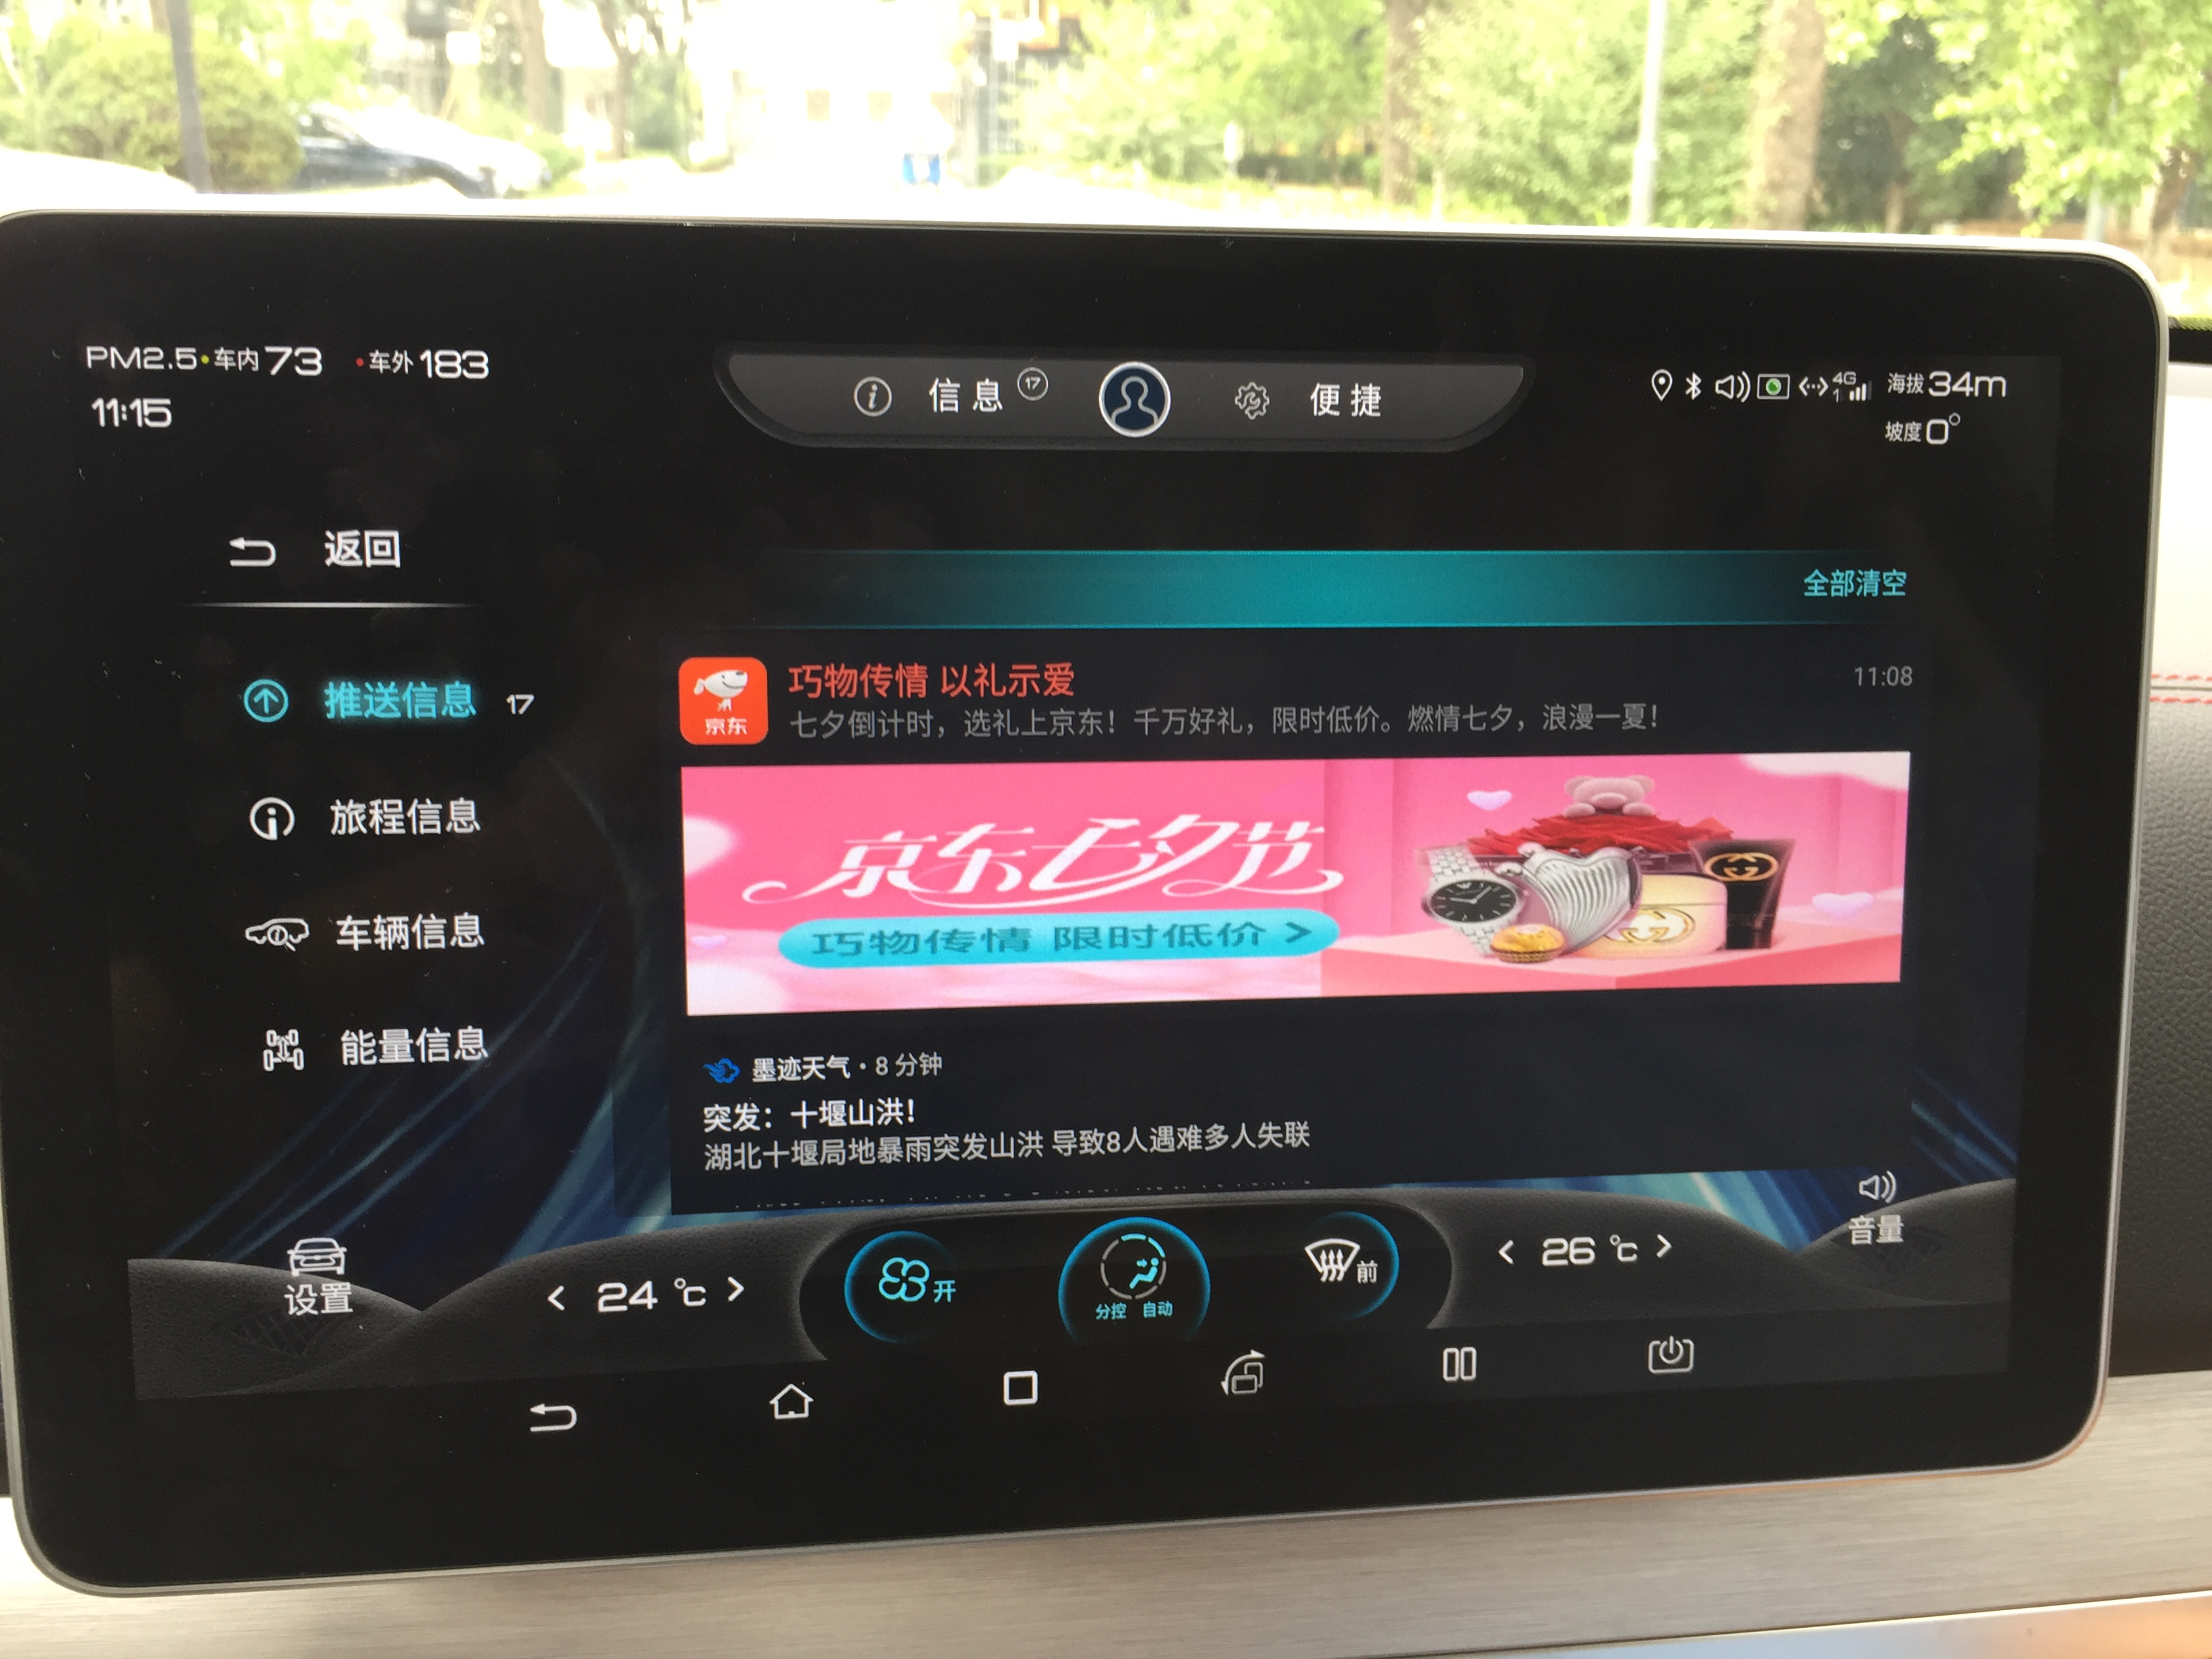 PM2.5 车内 73 车外 183
11:15
信息 17
便捷
4G
1
海拔 34m
坡度 0°
返回
推送信息 17
旅程信息
车辆信息
能量信息
全部清空
京东
巧物传情 以礼示爱
11:08
七夕倒计时，选礼上京东！千万好礼，限时低价。燃情七夕，浪漫一夏！
京东七夕节
巧物传情 限时低价 >
墨迹天气 · 8 分钟
突发：十堰山洪！
湖北十堰局地暴雨突发山洪 导致8人遇难多人失联
设置
< 24 ℃ >
开
分控 自动
前
< 26 ℃ >
音量